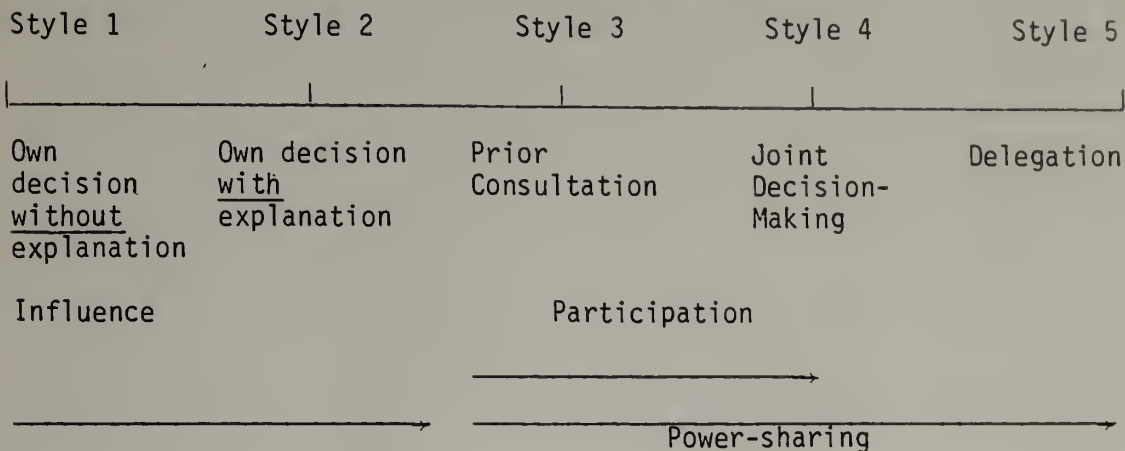 Style 1 Style 2 Style 3 Style 4 Style 5
Own decision without explanation
Own decision with explanation
Prior Consultation
Joint Decision-Making
Delegation
Influence Participation
Power-sharing